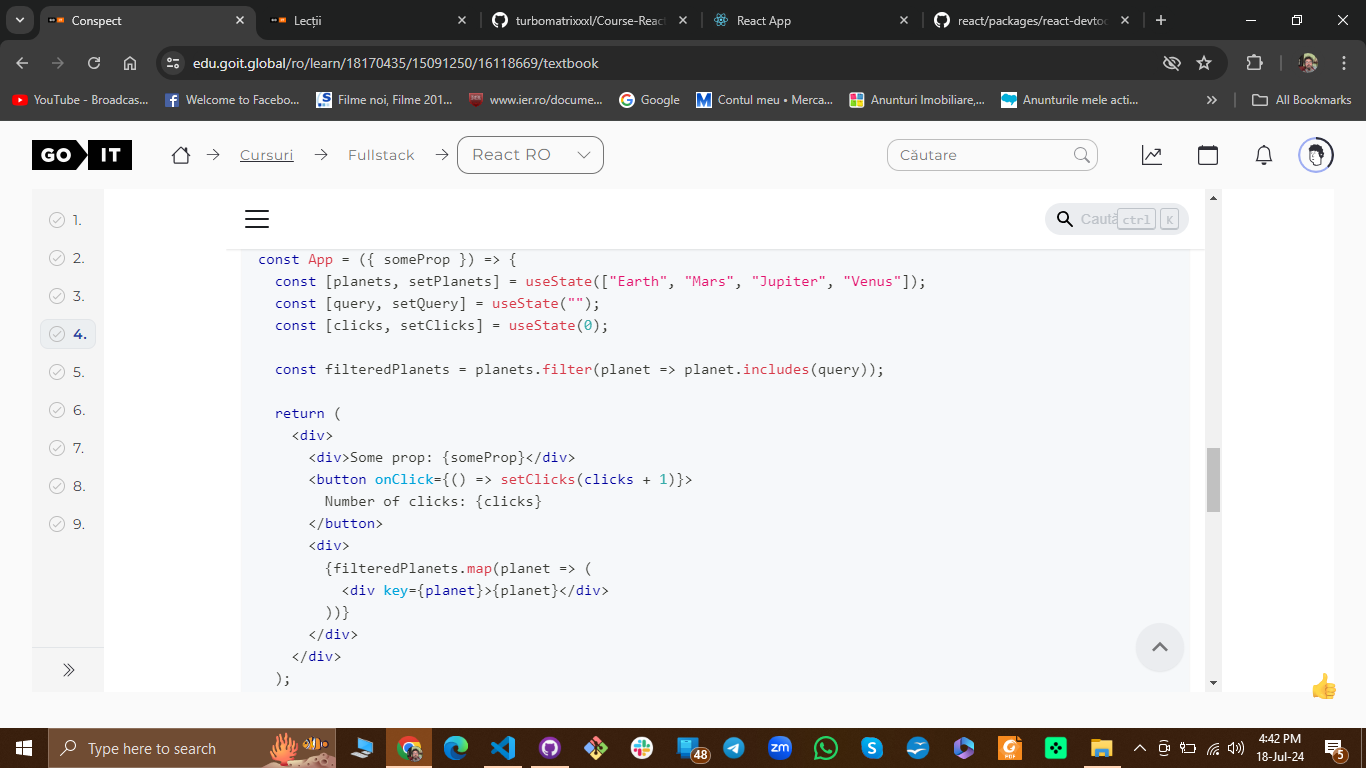 Conspect
Lecții
turbomatrixxxl/Course-Reac
React App
react/packages/react-devtoo
edu.goit.global/ro/learn/18170435/15091250/16118669/textbook
YouTube - Broadcas...
Welcome to Facebo...
Filme noi, Filme 201...
www.ier.ro/docume...
Google
Contul meu • Merca...
Anunturi Imobiliare,...
Anunturile mele acti...
All Bookmarks
GO IT
Cursuri
Fullstack
React RO
Căutare
1.
2.
3.
4.
5.
6.
7.
8.
9.
Caută ctrl K
const App = ({ someProp }) => {
const [planets, setPlanets] = useState(["Earth", "Mars", "Jupiter", "Venus"]);
const [query, setQuery] = useState("");
const [clicks, setClicks] = useState(0);
const filteredPlanets = planets.filter(planet => planet.includes(query));
return (
<div>
<div>Some prop: {someProp}</div>
<button onClick={() => setClicks(clicks + 1)}>
Number of clicks: {clicks}
</button>
<div>
{filteredPlanets.map(planet => (
<div key={planet}>{planet}</div>
))}
</div>
</div>
);
Type here to search
48
zm
4:42 PM
18-Jul-24
5